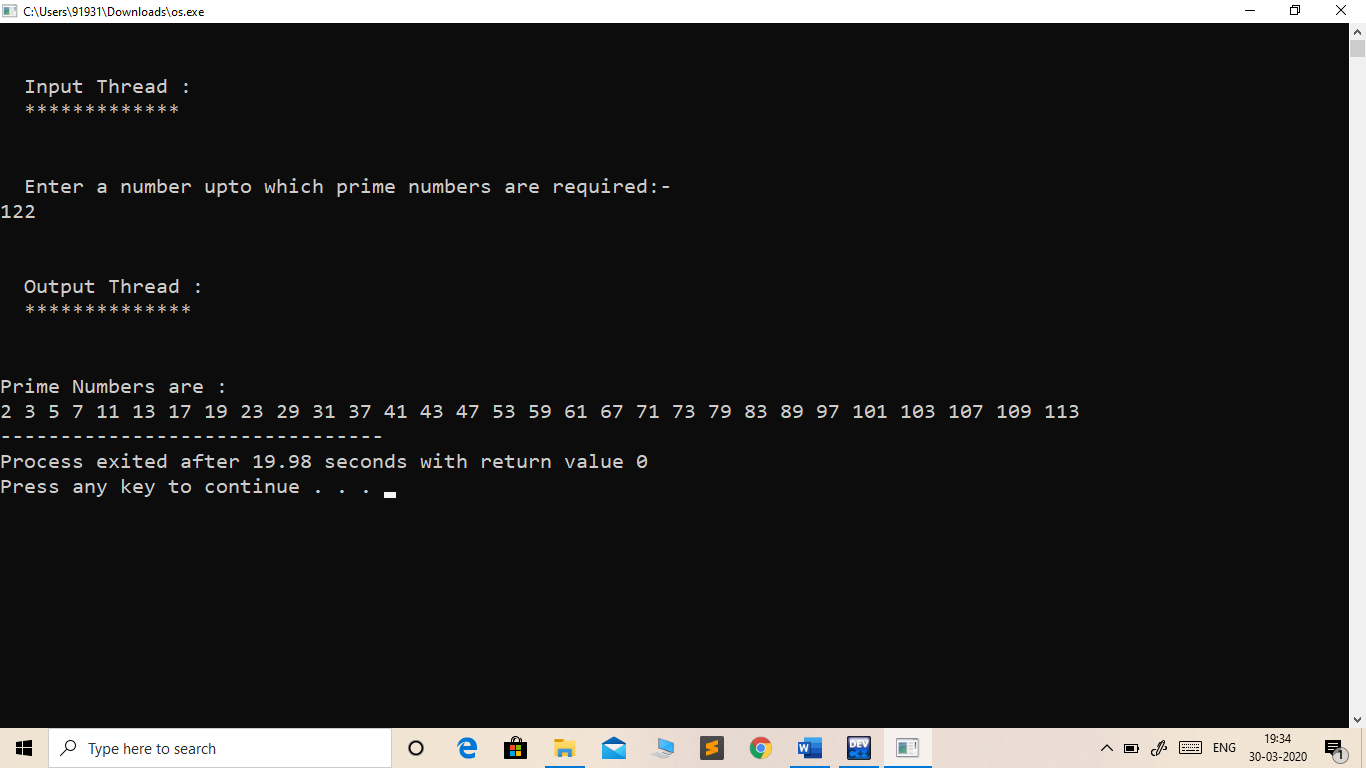 C:\Users\91931\Downloads\os.exe
Input Thread :
*************
Enter a number upto which prime numbers are required:-
122
Output Thread :
**************
Prime Numbers are :
2 3 5 7 11 13 17 19 23 29 31 37 41 43 47 53 59 61 67 71 73 79 83 89 97 101 103 107 109 113
--------------------------------
Process exited after 19.98 seconds with return value 0
Press any key to continue . . .
Type here to search
W
DEV
ENG
19:34
30-03-2020
1